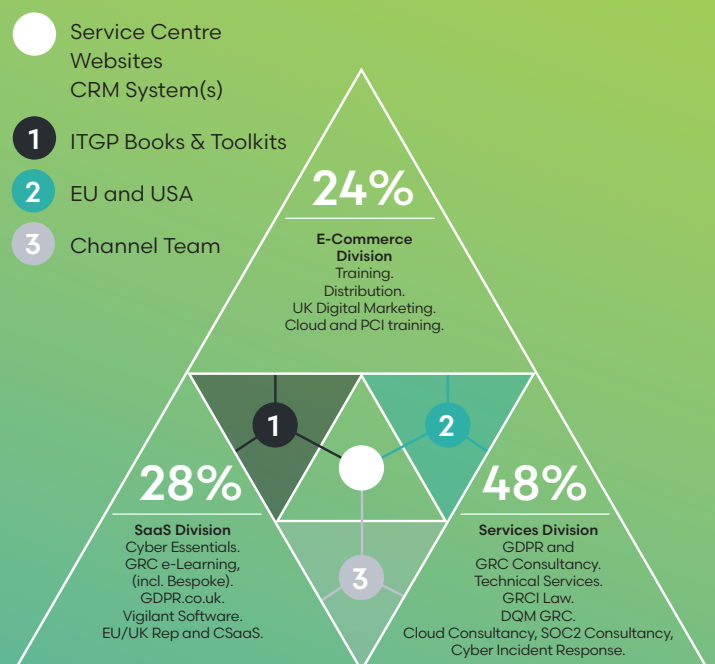 Service Centre
Websites
CRM System(s)
1 ITGP Books & Toolkits
2 EU and USA
3 Channel Team
24%
E-Commerce
Division
Training.
Distribution.
UK Digital Marketing.
Cloud and PCI training.
1
2
28%
SaaS Division
Cyber Essentials.
GRC e-Learning,
(incl. Bespoke).
GDPR.co.uk.
Vigilant Software.
EU/UK Rep and CSaaS.
48%
Services Division
GDPR and
GRC Consultancy.
Technical Services.
GRCI Law.
DQM GRC.
Cloud Consultancy, SOC2 Consultancy,
Cyber Incident Response.
3